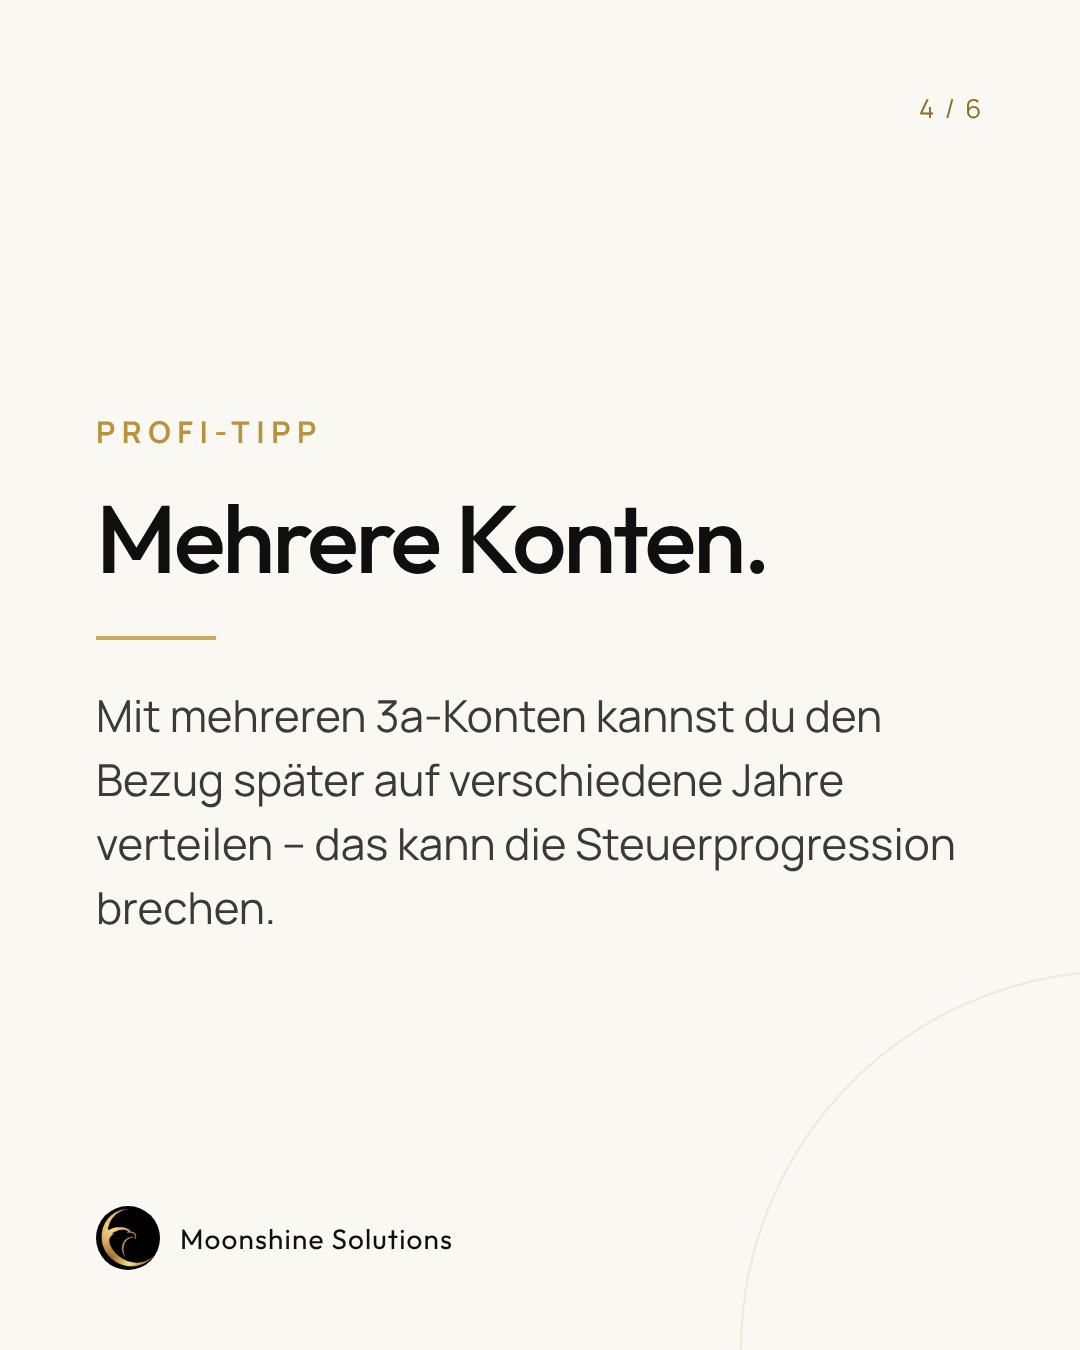 4 / 6
PROFI-TIPP
Mehrere Konten.
Mit mehreren 3a-Konten kannst du den
Bezug später auf verschiedene Jahre
verteilen – das kann die Steuerprogression
brechen.
Moonshine Solutions